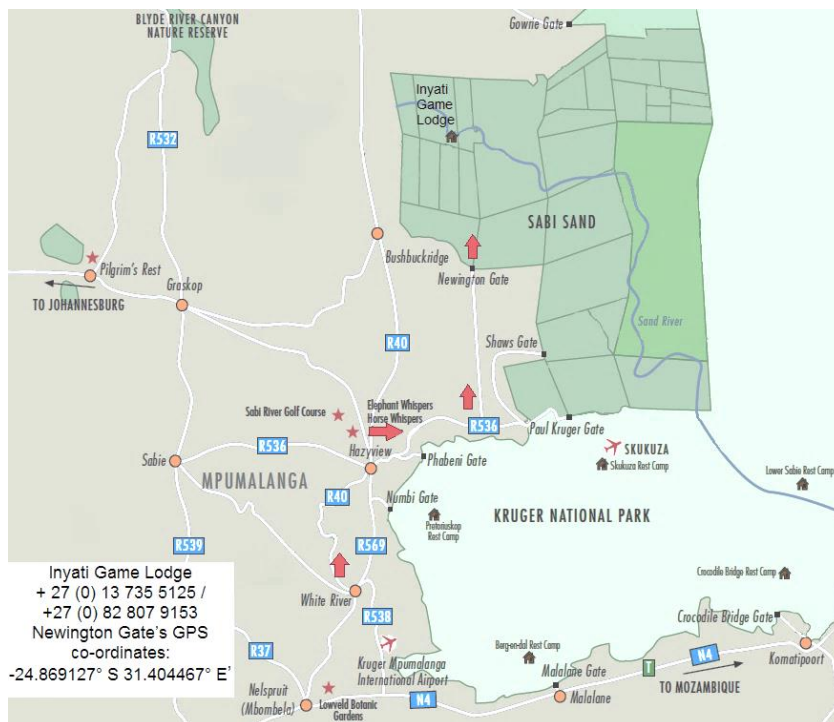 BLYDE RIVER CANYON
NATURE RESERVE
Gowrie Gate
Inyati
Game
Lodge
R532
SABI SAND
Bushbuckridge
Newington Gate
Pilgrim's Rest
TO JOHANNESBURG
Graskop
Sand River
R40
Shaws Gate
Elephant Whispers
Horse Whispers
Sabi River Golf Course
R536
Paul Kruger Gate
R536
Hazyview
Phabeni Gate
SKUKUZA
Skukuza Rest Camp
Sabie
MPUMALANGA
Lower Sabie Rest Camp
R40
Numbi Gate
Pretoriuskop
Rest Camp
KRUGER NATIONAL PARK
R539
R569
Inyati Game Lodge
+ 27 (0) 13 735 5125 /
+27 (0) 82 807 9153
Newington Gate's GPS
co-ordinates:
-24.869127° S 31.404467° E'
White River
Crocodile Bridge Rest Camp
R538
Crocodile Bridge Gate
R37
Kruger Mpumalanga
International Airport
Berg-en-dal Rest Camp
Komatipoort
Malalane Gate
T
N4
TO MOZAMBIQUE
Nelspruit
(Mbombela)
Lowveld Botanic
Gardens
N4
Malalane